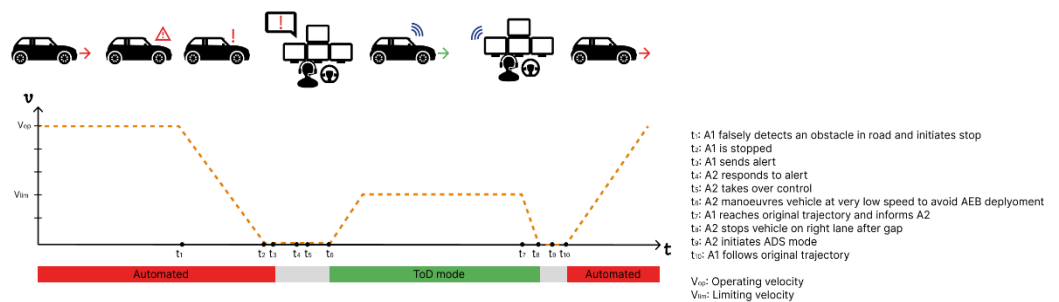 !
!
!
v
Vop
Vlim
t₁ t₂ t₃ t₄ t₅ t₆ t₇ t₈ t₉ t₁₀ t
Automated ToD mode Automated
t₁: A1 falsely detects an obstacle in road and initiates stop
t₂: A1 is stopped
t₃: A1 sends alert
t₄: A2 responds to alert
t₅: A2 takes over control
t₆: A2 manoeuvres vehicle at very low speed to avoid AEB deplyoment
t₇: A1 reaches original trajectory and informs A2
t₈: A2 stops vehicle on right lane after gap
t₉: A2 initiates ADS mode
t₁₀: A1 follows original trajectory
Vop: Operating velocity
Vlim: Limiting velocity